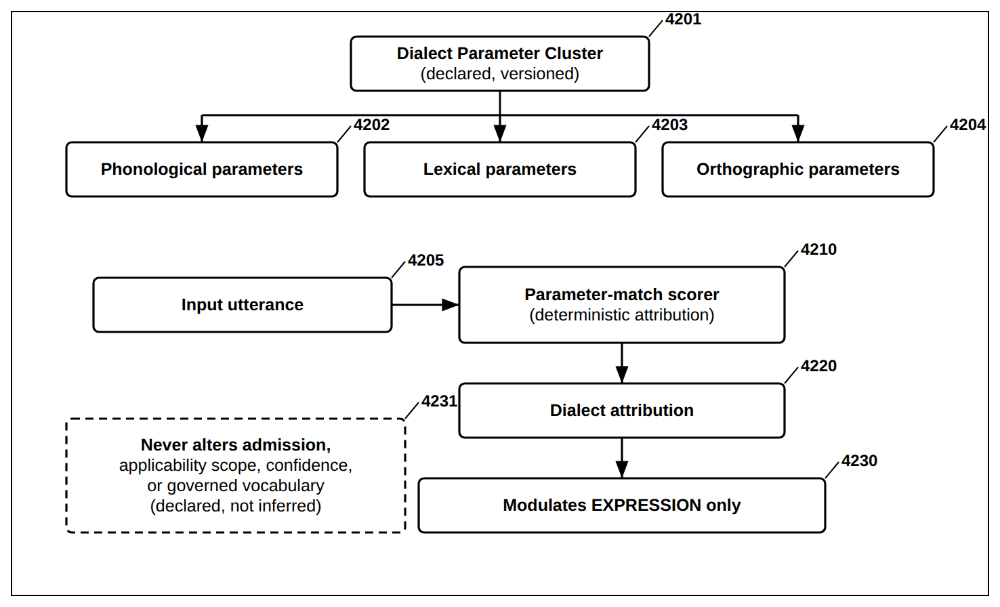 4201
Dialect Parameter Cluster
(declared, versioned)
4202
4203
4204
Phonological parameters
Lexical parameters
Orthographic parameters
4205
4210
Input utterance
Parameter-match scorer
(deterministic attribution)
4220
4231
Dialect attribution
Never alters admission,
applicability scope, confidence,
or governed vocabulary
(declared, not inferred)
4230
Modulates EXPRESSION only